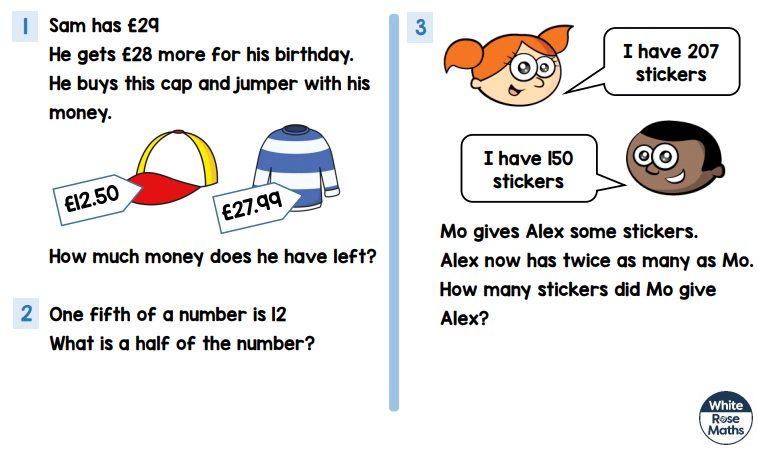 1
Sam has £29
He gets £28 more for his birthday.
He buys this cap and jumper with his
money.
£12.50
£27.99
How much money does he have left?
2
One fifth of a number is 12
What is a half of the number?
3
I have 207
stickers
I have 150
stickers
Mo gives Alex some stickers.
Alex now has twice as many as Mo.
How many stickers did Mo give
Alex?
White
Rose
Maths